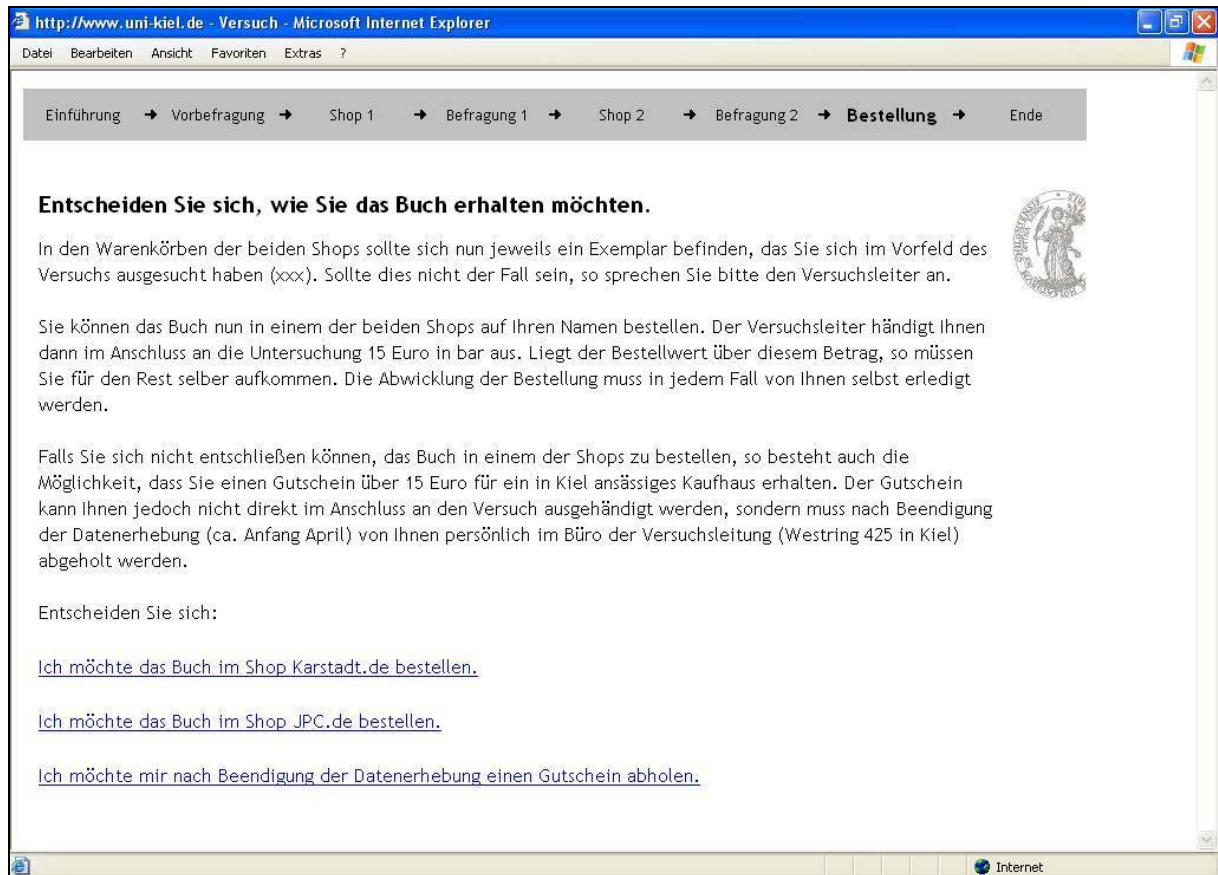 http://www.uni-kiel.de - Versuch - Microsoft Internet Explorer
Datei Bearbeiten Ansicht Favoriten Extras ?
Einführung → Vorbefragung → Shop 1 → Befragung 1 → Shop 2 → Befragung 2 → Bestellung → Ende
Entscheiden Sie sich, wie Sie das Buch erhalten möchten.
In den Warenkörben der beiden Shops sollte sich nun jeweils ein Exemplar befinden, das Sie sich im Vorfeld des
Versuchs ausgesucht haben (xxx). Sollte dies nicht der Fall sein, so sprechen Sie bitte den Versuchsleiter an.
Sie können das Buch nun in einem der beiden Shops auf Ihren Namen bestellen. Der Versuchsleiter händigt Ihnen
dann im Anschluss an die Untersuchung 15 Euro in bar aus. Liegt der Bestellwert über diesem Betrag, so müssen
Sie für den Rest selber aufkommen. Die Abwicklung der Bestellung muss in jedem Fall von Ihnen selbst erledigt
werden.
Falls Sie sich nicht entschließen können, das Buch in einem der Shops zu bestellen, so besteht auch die
Möglichkeit, dass Sie einen Gutschein über 15 Euro für ein in Kiel ansässiges Kaufhaus erhalten. Der Gutschein
kann Ihnen jedoch nicht direkt im Anschluss an den Versuch ausgehändigt werden, sondern muss nach Beendigung
der Datenerhebung (ca. Anfang April) von Ihnen persönlich im Büro der Versuchsleitung (Westring 425 in Kiel)
abgeholt werden.
Entscheiden Sie sich:
Ich möchte das Buch im Shop Karstadt.de bestellen.
Ich möchte das Buch im Shop JPC.de bestellen.
Ich möchte mir nach Beendigung der Datenerhebung einen Gutschein abholen.
Internet